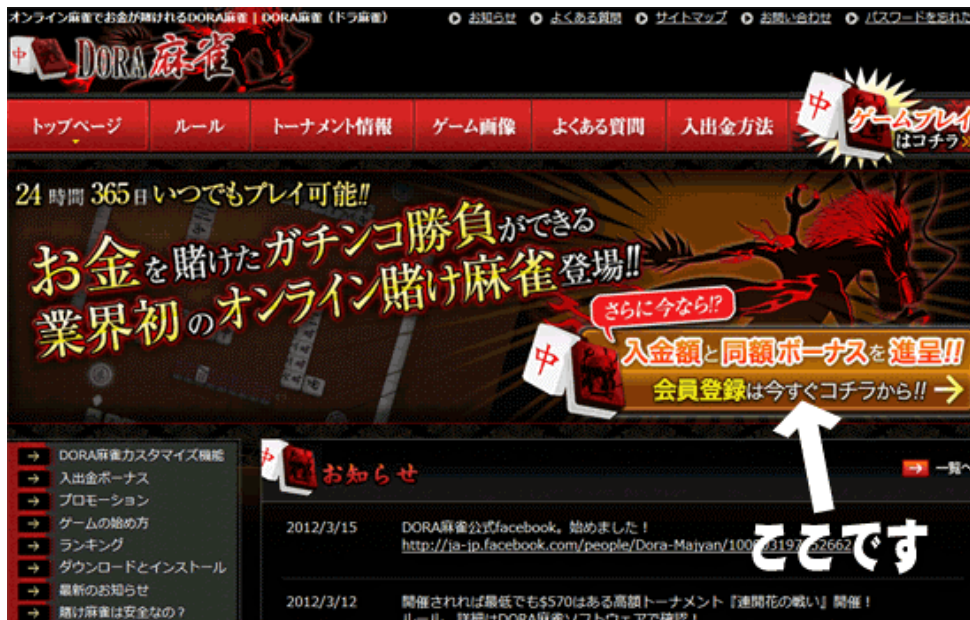 オンライン麻雀でお金が賭けれるDORA麻雀 | DORA麻雀（ドラ麻雀）
お知らせ よくある質問 サイトマップ お問い合わせ パスワードを忘れた
中 DORA麻雀
トップページ ルール トーナメント情報 ゲーム画像 よくある質問 入出金方法
中 ゲームプレイ
はコチラ
24時間365日いつでもプレイ可能!!
お金を賭けたガチンコ勝負ができる
業界初のオンライン賭け麻雀登場!!
さらに今なら!?
中
入金額と同額ボーナスを進呈!!
会員登録は今すぐコチラから!!
DORA麻雀カスタマイズ機能
入出金ボーナス
プロモーション
ゲームの始め方
ランキング
ダウンロードとインストール
最新のお知らせ
賭け麻雀は安全なの？
中 お知らせ
一覧へ
2012/3/15 DORA麻雀公式facebook。始めました！
http://ja-jp.facebook.com/people/Dora-Majyan/100
ここです
2012/3/12 開催されれば最低でも$570はある高額トーナメント『連闘花の戦い』開催！
ルール、詳細はDORA麻雀ソフトウェアで確認！